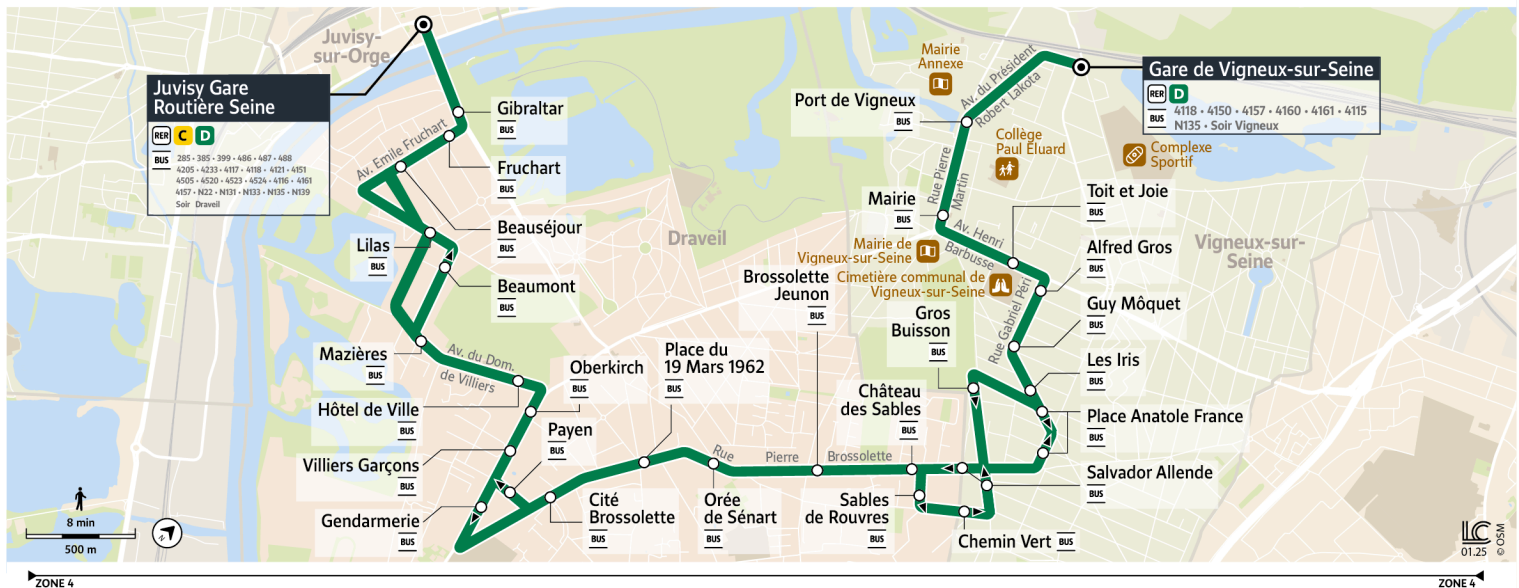 Juvisy-
sur-Orge
Juvisy Gare
Routière Seine
RER C D
BUS
285 • 385 • 399 • 486 • 487 • 488
4205 • 4233 • 4117 • 4118 • 4121 • 4151
4505 • 4520 • 4523 • 4524 • 4116 • 4161
4157 • N22 • N131 • N133 • N135 • N139
Soir Draveil
Gibraltar
BUS
Av. Emile Fruchart
Fruchart
BUS
Beauséjour
BUS
Lilas
BUS
Beaumont
BUS
Mazières
BUS
Av. du Dom.
de Villiers
Hôtel de Ville
BUS
Oberkirch
BUS
Villiers Garçons
BUS
Payen
BUS
Gendarmerie
BUS
Cité
Brossolette
BUS
Place du
19 Mars 1962
BUS
Orée
de Sénart
BUS
Rue Pierre Brossolette
Draveil
Brossolette
Jeunon
BUS
Château
des Sables
BUS
Sables
de Rouvres
BUS
Chemin Vert BUS
Gros
Buisson
BUS
Salvador Allende
BUS
Place Anatole France
BUS
Les Iris
BUS
Guy Môquet
BUS
Alfred Gros
BUS
Toit et Joie
BUS
Rue Gabriel Péri
Av. Henri
Barbusse
Mairie de
Vigneux-sur-Seine
Cimetière communal de
Vigneux-sur-Seine
Mairie
BUS
Rue Pierre
Martin
Port de Vigneux
BUS
Mairie
Annexe
Av. du Président
Robert Lakota
Collège
Paul Éluard
Complexe
Sportif
Gare de Vigneux-sur-Seine
RER D
BUS
4118 • 4150 • 4157 • 4160 • 4161 • 4115
N135 • Soir Vigneux
Vigneux-sur-
Seine
8 min
500 m
N
LC
01.25
© OSM
ZONE 4
ZONE 4